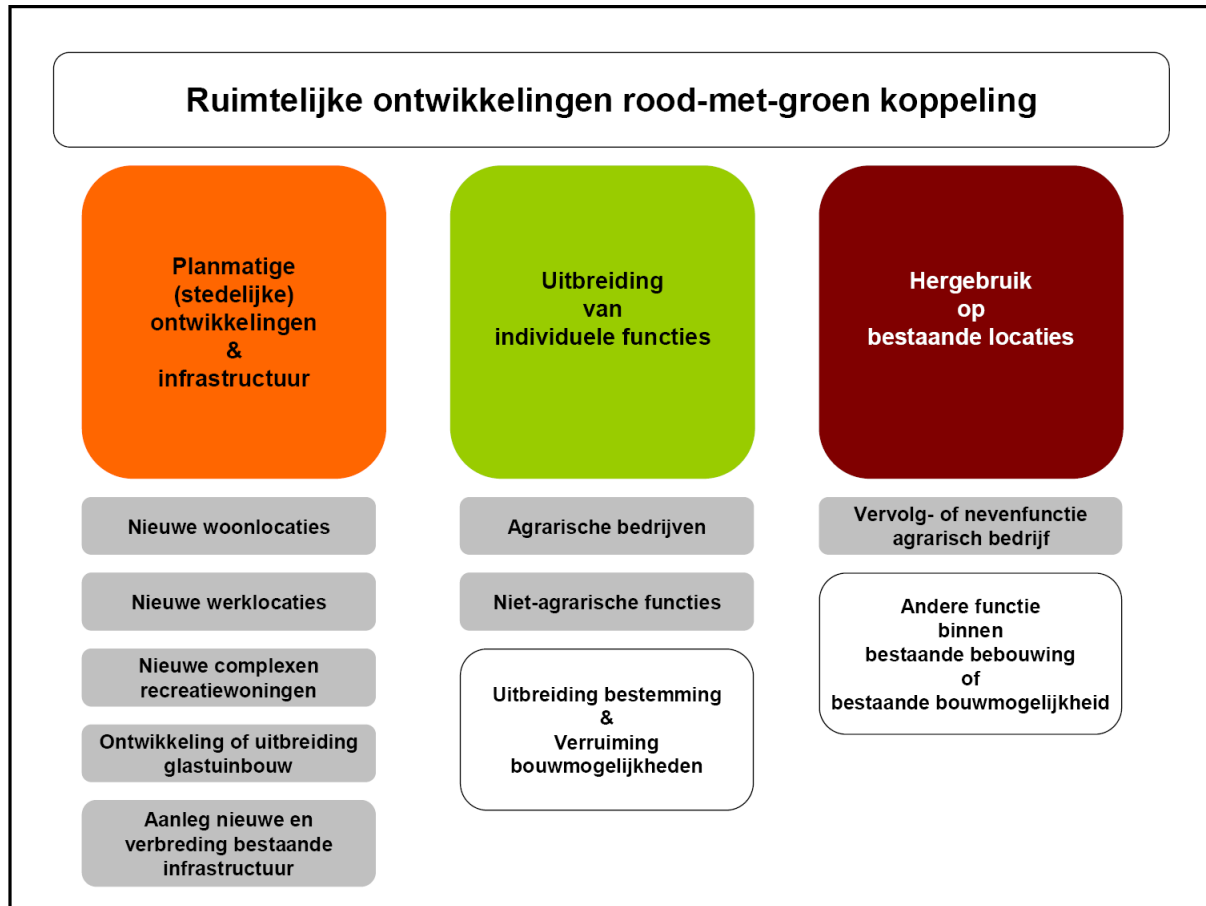 Ruimtelijke ontwikkelingen rood-met-groen koppeling
Planmatige
(stedelijke)
ontwikkelingen
&
infrastructuur
Nieuwe woonlocaties
Nieuwe werklocaties
Nieuwe complexen
recreatiewoningen
Ontwikkeling of uitbreiding
glastuinbouw
Aanleg nieuwe en
verbreding bestaande
infrastructuur
Uitbreiding
van
individuele functies
Agrarische bedrijven
Niet-agrarische functies
Uitbreiding bestemming
&
Verruiming
bouwmogelijkheden
Hergebruik
op
bestaande locaties
Vervolg- of nevenfunctie
agrarisch bedrijf
Andere functie
binnen
bestaande bebouwing
of
bestaande bouwmogelijkheid